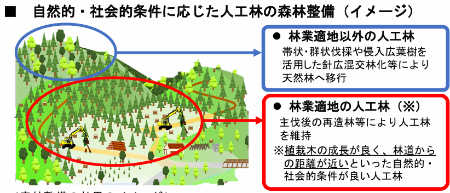 ■ 自然的・社会的条件に応じた人工林の森林整備（イメージ）
● 林業適地以外の人工林
帯状・群状伐採や侵入広葉樹を
活用した針広混交林化等により
天然林へ移行
● 林業適地の人工林（※）
主伐後の再造林等により人工林
を維持
※植栽木の成長が良く、林道から
の距離が近いといった自然的・
社会的条件が良い人工林